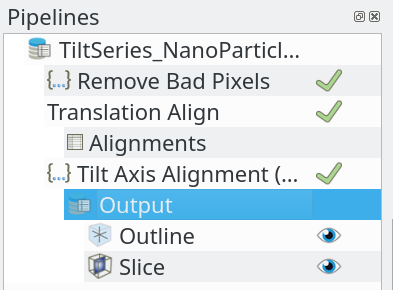 Pipelines
TiltSeries_NanoParticl...
Remove Bad Pixels
Translation Align
Alignments
Tilt Axis Alignment (...
Output
Outline
Slice